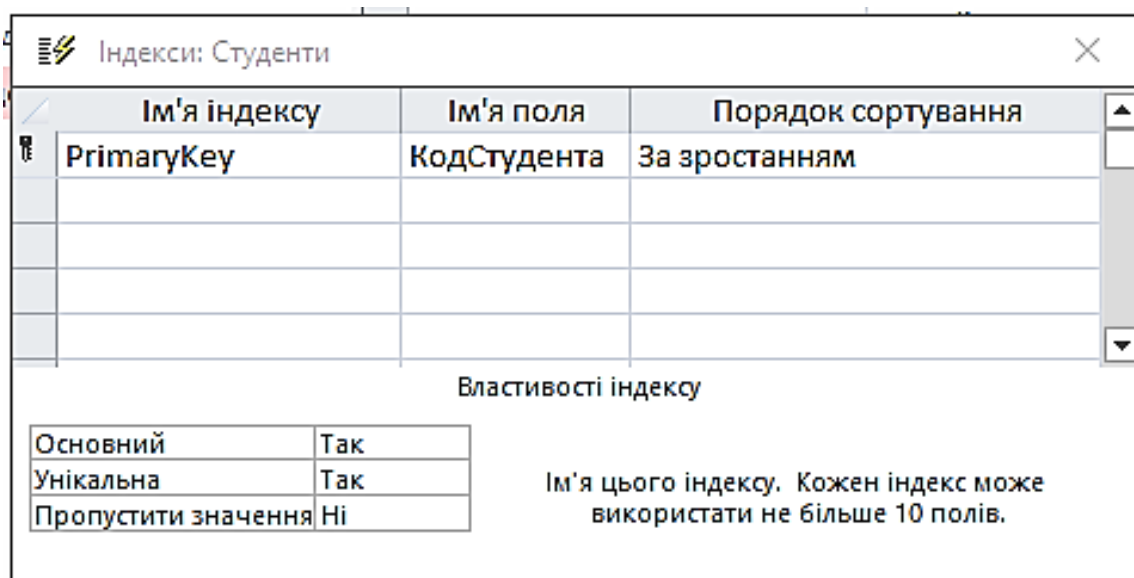 Індекси: Студенти
Ім'я індексу Ім'я поля Порядок сортування
PrimaryKey КодСтудента За зростанням
Властивості індексу
Основний Так
Унікальна Так
Пропустити значення Ні
Ім'я цього індексу. Кожен індекс може
використати не більше 10 полів.